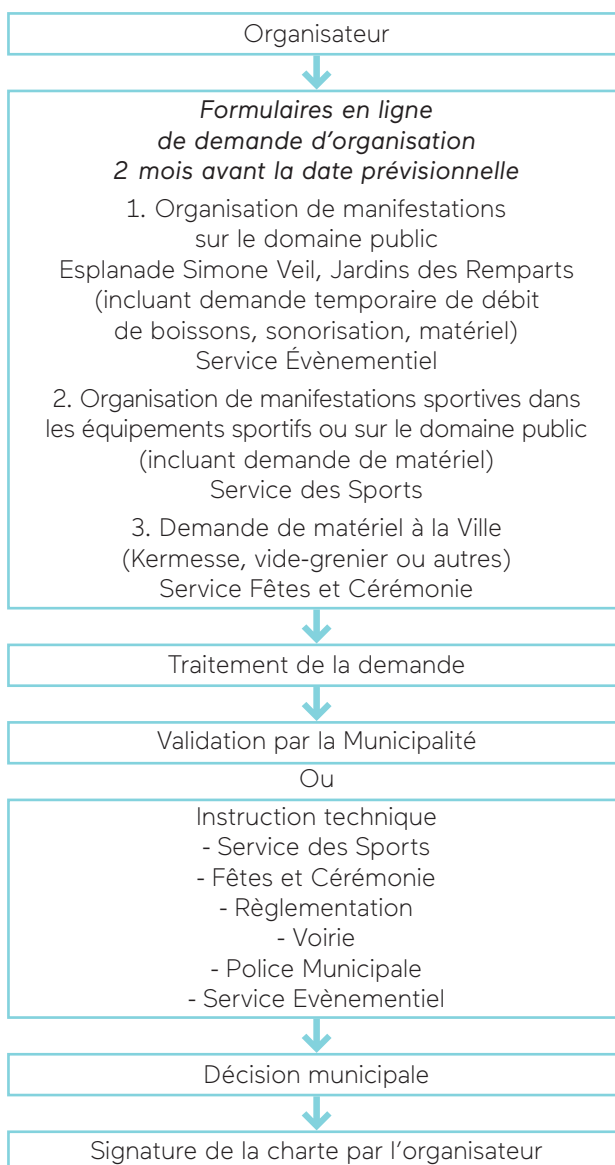 Organisateur
Formulaires en ligne
de demande d'organisation
2 mois avant la date prévisionnelle
1. Organisation de manifestations
sur le domaine public
Esplanade Simone Veil, Jardins des Remparts
(incluant demande temporaire de débit
de boissons, sonorisation, matériel)
Service Évènementiel
2. Organisation de manifestations sportives dans
les équipements sportifs ou sur le domaine public
(incluant demande de matériel)
Service des Sports
3. Demande de matériel à la Ville
(Kermesse, vide-grenier ou autres)
Service Fêtes et Cérémonie
Traitement de la demande
Validation par la Municipalité
Ou
Instruction technique
- Service des Sports
- Fêtes et Cérémonie
- Règlementation
- Voirie
- Police Municipale
- Service Evènementiel
Décision municipale
Signature de la charte par l'organisateur